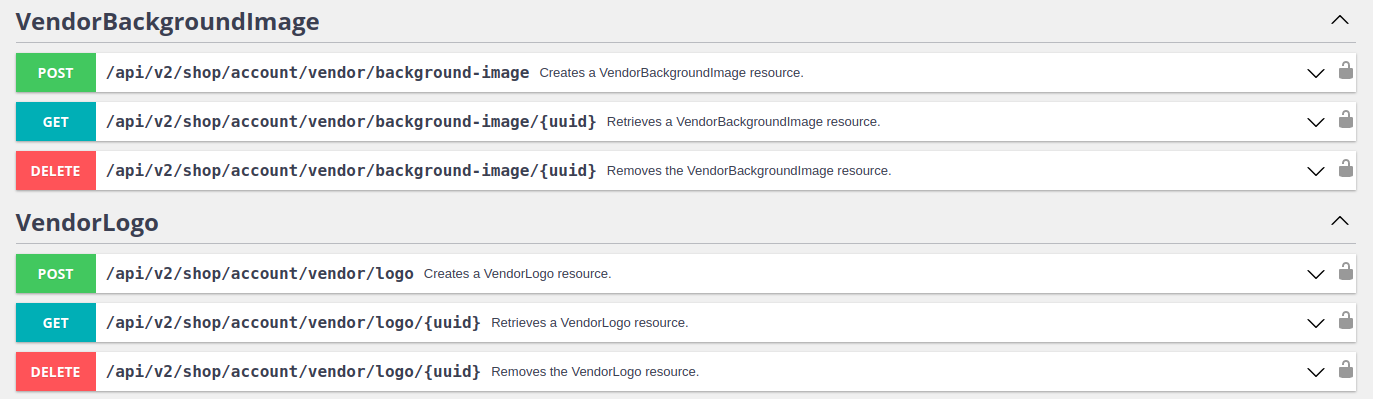 VendorBackgroundImage
POST /api/v2/shop/account/vendor/background-image Creates a VendorBackgroundImage resource.
GET /api/v2/shop/account/vendor/background-image/{uuid} Retrieves a VendorBackgroundImage resource.
DELETE /api/v2/shop/account/vendor/background-image/{uuid} Removes the VendorBackgroundImage resource.
VendorLogo
POST /api/v2/shop/account/vendor/logo Creates a VendorLogo resource.
GET /api/v2/shop/account/vendor/logo/{uuid} Retrieves a VendorLogo resource.
DELETE /api/v2/shop/account/vendor/logo/{uuid} Removes the VendorLogo resource.